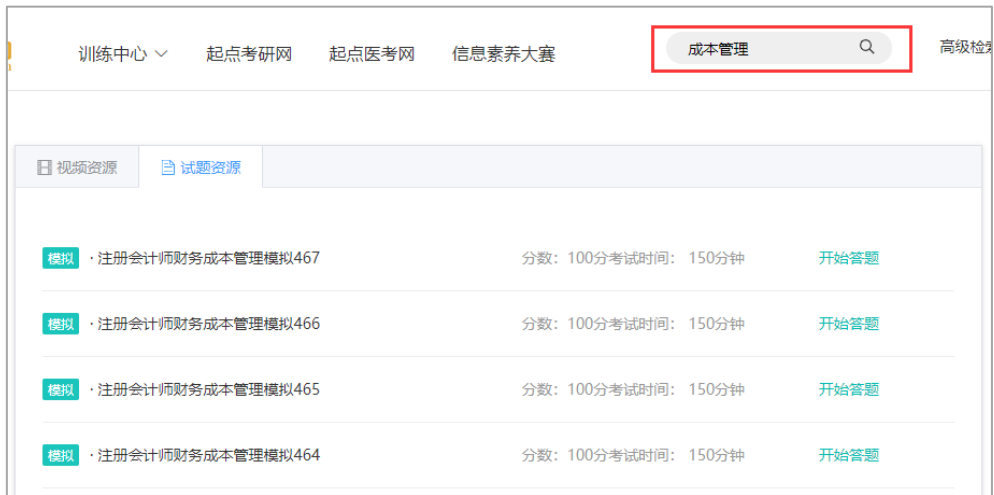 训练中心 起点考研网 起点医考网 信息素养大赛 成本管理 高级检索
视频资源 试题资源
模拟 · 注册会计师财务成本管理模拟467 分数：100分考试时间： 150分钟 开始答题
模拟 · 注册会计师财务成本管理模拟466 分数：100分考试时间： 150分钟 开始答题
模拟 · 注册会计师财务成本管理模拟465 分数：100分考试时间： 150分钟 开始答题
模拟 · 注册会计师财务成本管理模拟464 分数：100分考试时间： 150分钟 开始答题